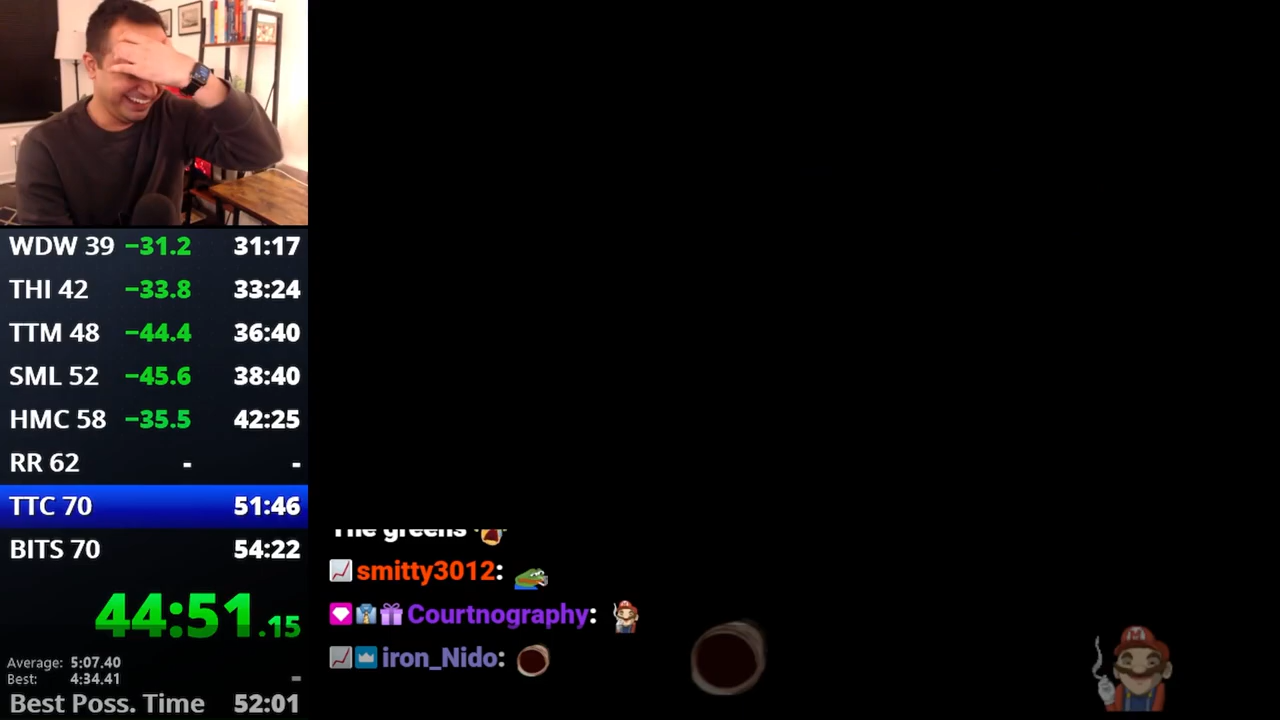 WDW 39 −31.2 31:17
THI 42 −33.8 33:24
TTM 48 −44.4 36:40
SML 52 −45.6 38:40
HMC 58 −35.5 42:25
RR 62 - -
TTC 70 51:46
BITS 70 54:22
44:51.15
Average: 5:07.40
Best: 4:34.41 -
Best Poss. Time 52:01
The greens
smitty3012:
Courtnography:
iron_Nido:
M